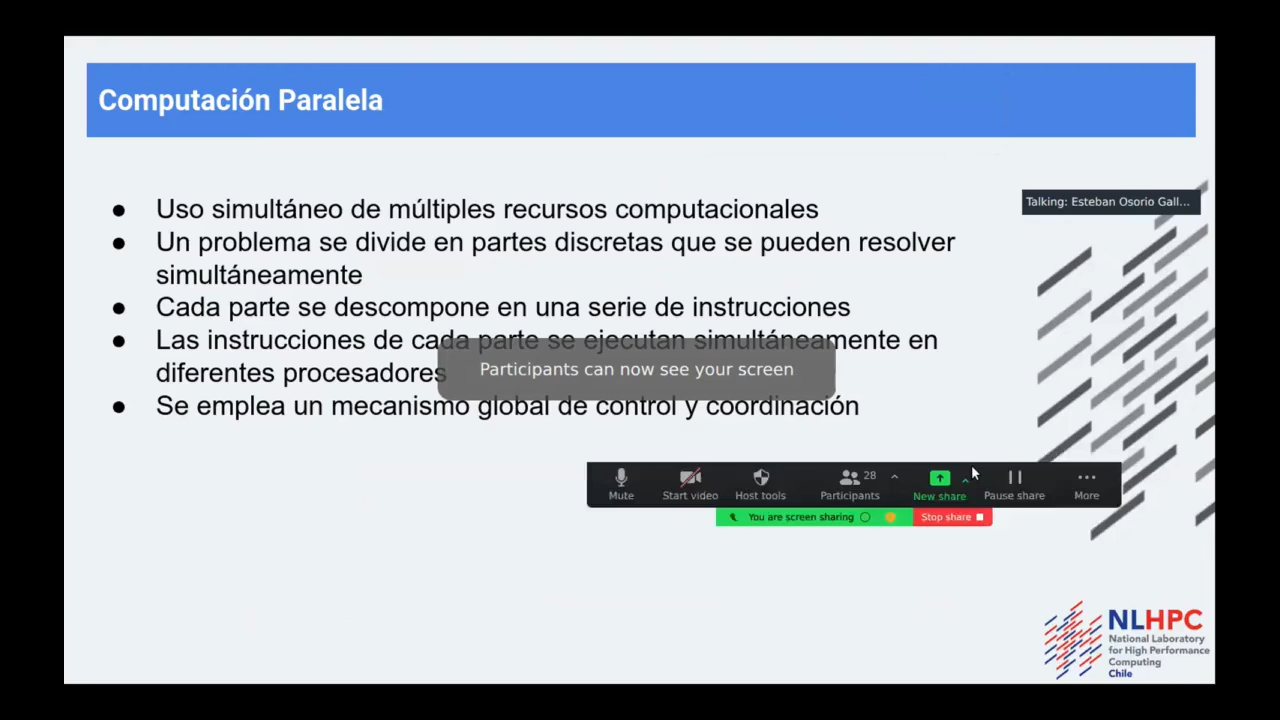 Computación Paralela
Talking: Esteban Osorio Gall...
● Uso simultáneo de múltiples recursos computacionales
● Un problema se divide en partes discretas que se pueden resolver
simultáneamente
● Cada parte se descompone en una serie de instrucciones
● Las instrucciones de cada parte se ejecutan simultáneamente en
diferentes procesadores
Participants can now see your screen
● Se emplea un mecanismo global de control y coordinación
Mute Start video Host tools Participants 28 New share Pause share More
You are screen sharing Stop share
NLHPC
National Laboratory
for High Performance
Computing
Chile